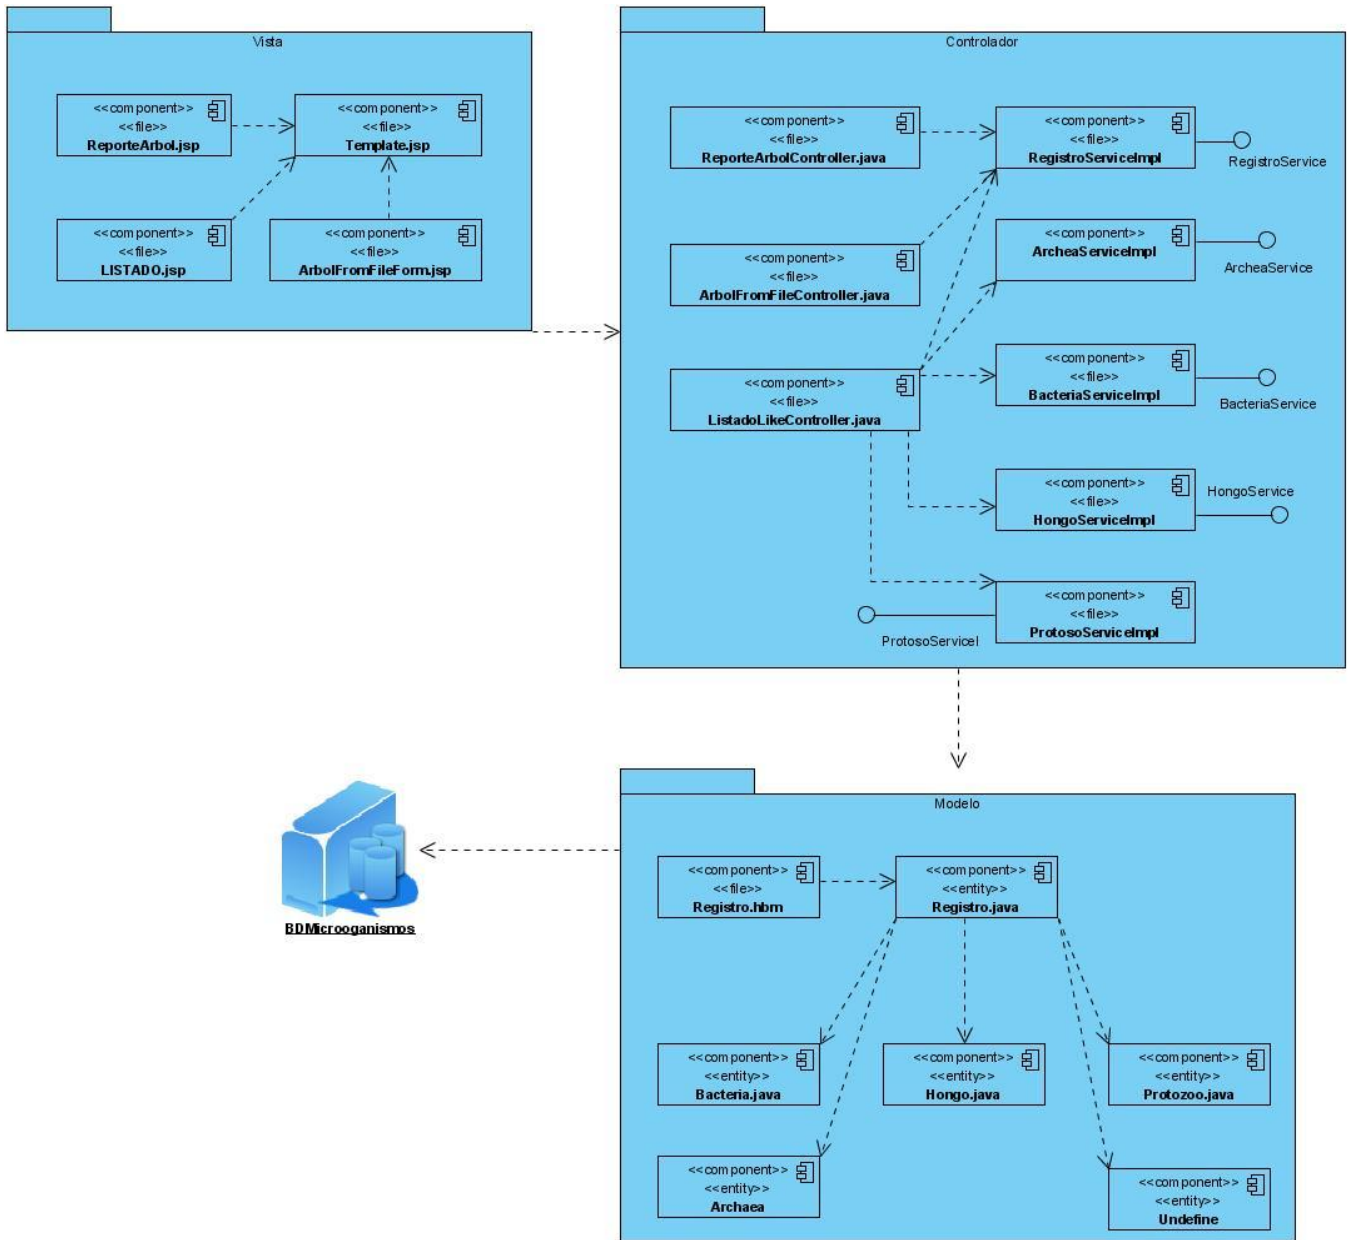 Vista
<<component>>
<<file>>
ReporteArbol.jsp
<<component>>
<<file>>
Template.jsp
<<component>>
<<file>>
LISTADO.jsp
<<component>>
<<file>>
ArbolFromFileForm.jsp
Controlador
<<component>>
<<file>>
ReporteArbolController.java
<<component>>
<<file>>
RegistroServiceImpl
RegistroService
<<component>>
<<file>>
ArbolFromFileController.java
<<component>>
<<file>>
ArcheaServiceImpl
ArcheaService
<<component>>
<<file>>
ListadoLikeController.java
<<component>>
<<file>>
BacteriaServiceImpl
BacteriaService
<<component>>
<<file>>
HongoServiceImpl
HongoService
<<component>>
<<file>>
ProtosoServiceImpl
ProtosoServiceI
Modelo
<<component>>
<<file>>
Registro.hbm
<<component>>
<<entity>>
Registro.java
<<component>>
<<entity>>
Bacteria.java
<<component>>
<<entity>>
Hongo.java
<<component>>
<<entity>>
Protozoo.java
<<component>>
<<entity>>
Archaea
<<component>>
<<entity>>
Undefine
BDMicrooganismos